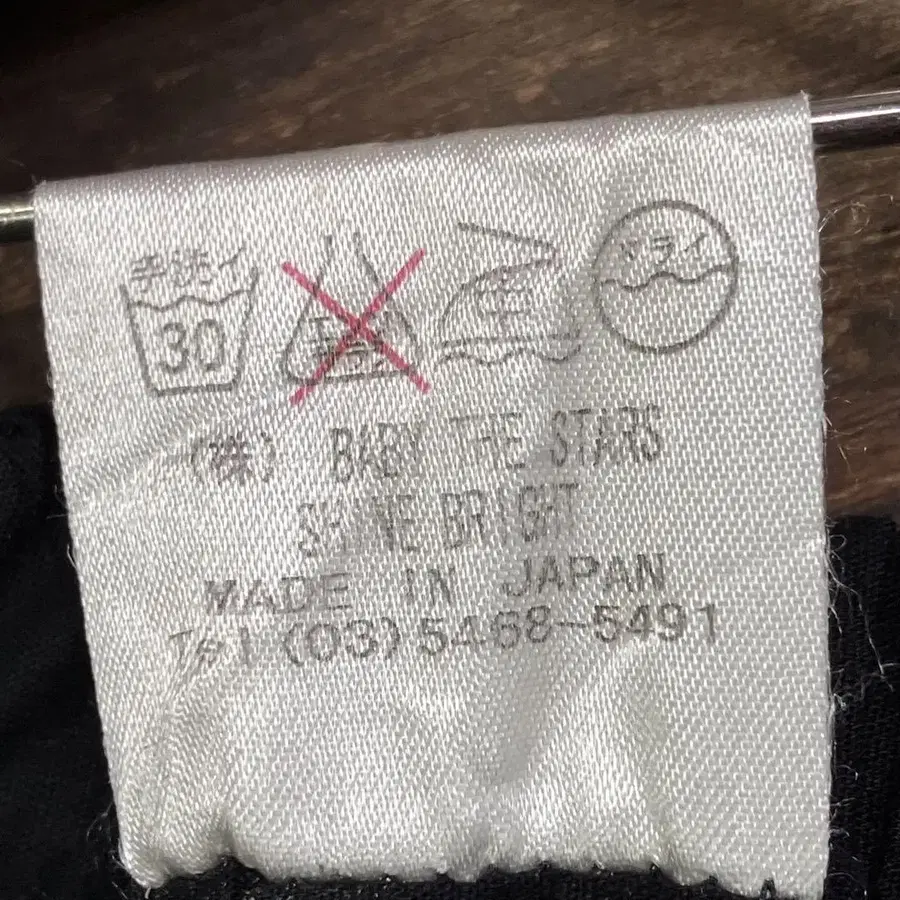 手洗イ
30
ドライ
(株) BABY THE STARS
SHINE BRIGHT
MADE IN JAPAN
Tel (03) 5468-5491